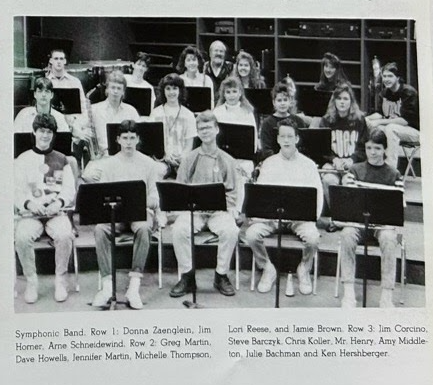 Symphonic Band. Row 1: Donna Zaenglein, Jim
Horner, Arne Schneidewind. Row 2: Greg Martin,
Dave Howells, Jennifer Martin, Michelle Thompson,
Lori Reese, and Jamie Brown. Row 3: Jim Corcino,
Steve Barczyk, Chris Koller, Mr. Henry, Amy Middle-
ton, Julie Bachman and Ken Hershberger.